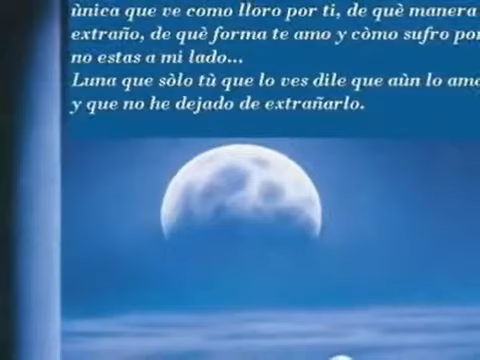 ùnica que ve como lloro por ti, de què manera
extraño, de què forma te amo y còmo sufro por
no estas a mi lado...
Luna que sòlo tù que lo ves dile que aùn lo amo
y que no he dejado de extrañarlo.